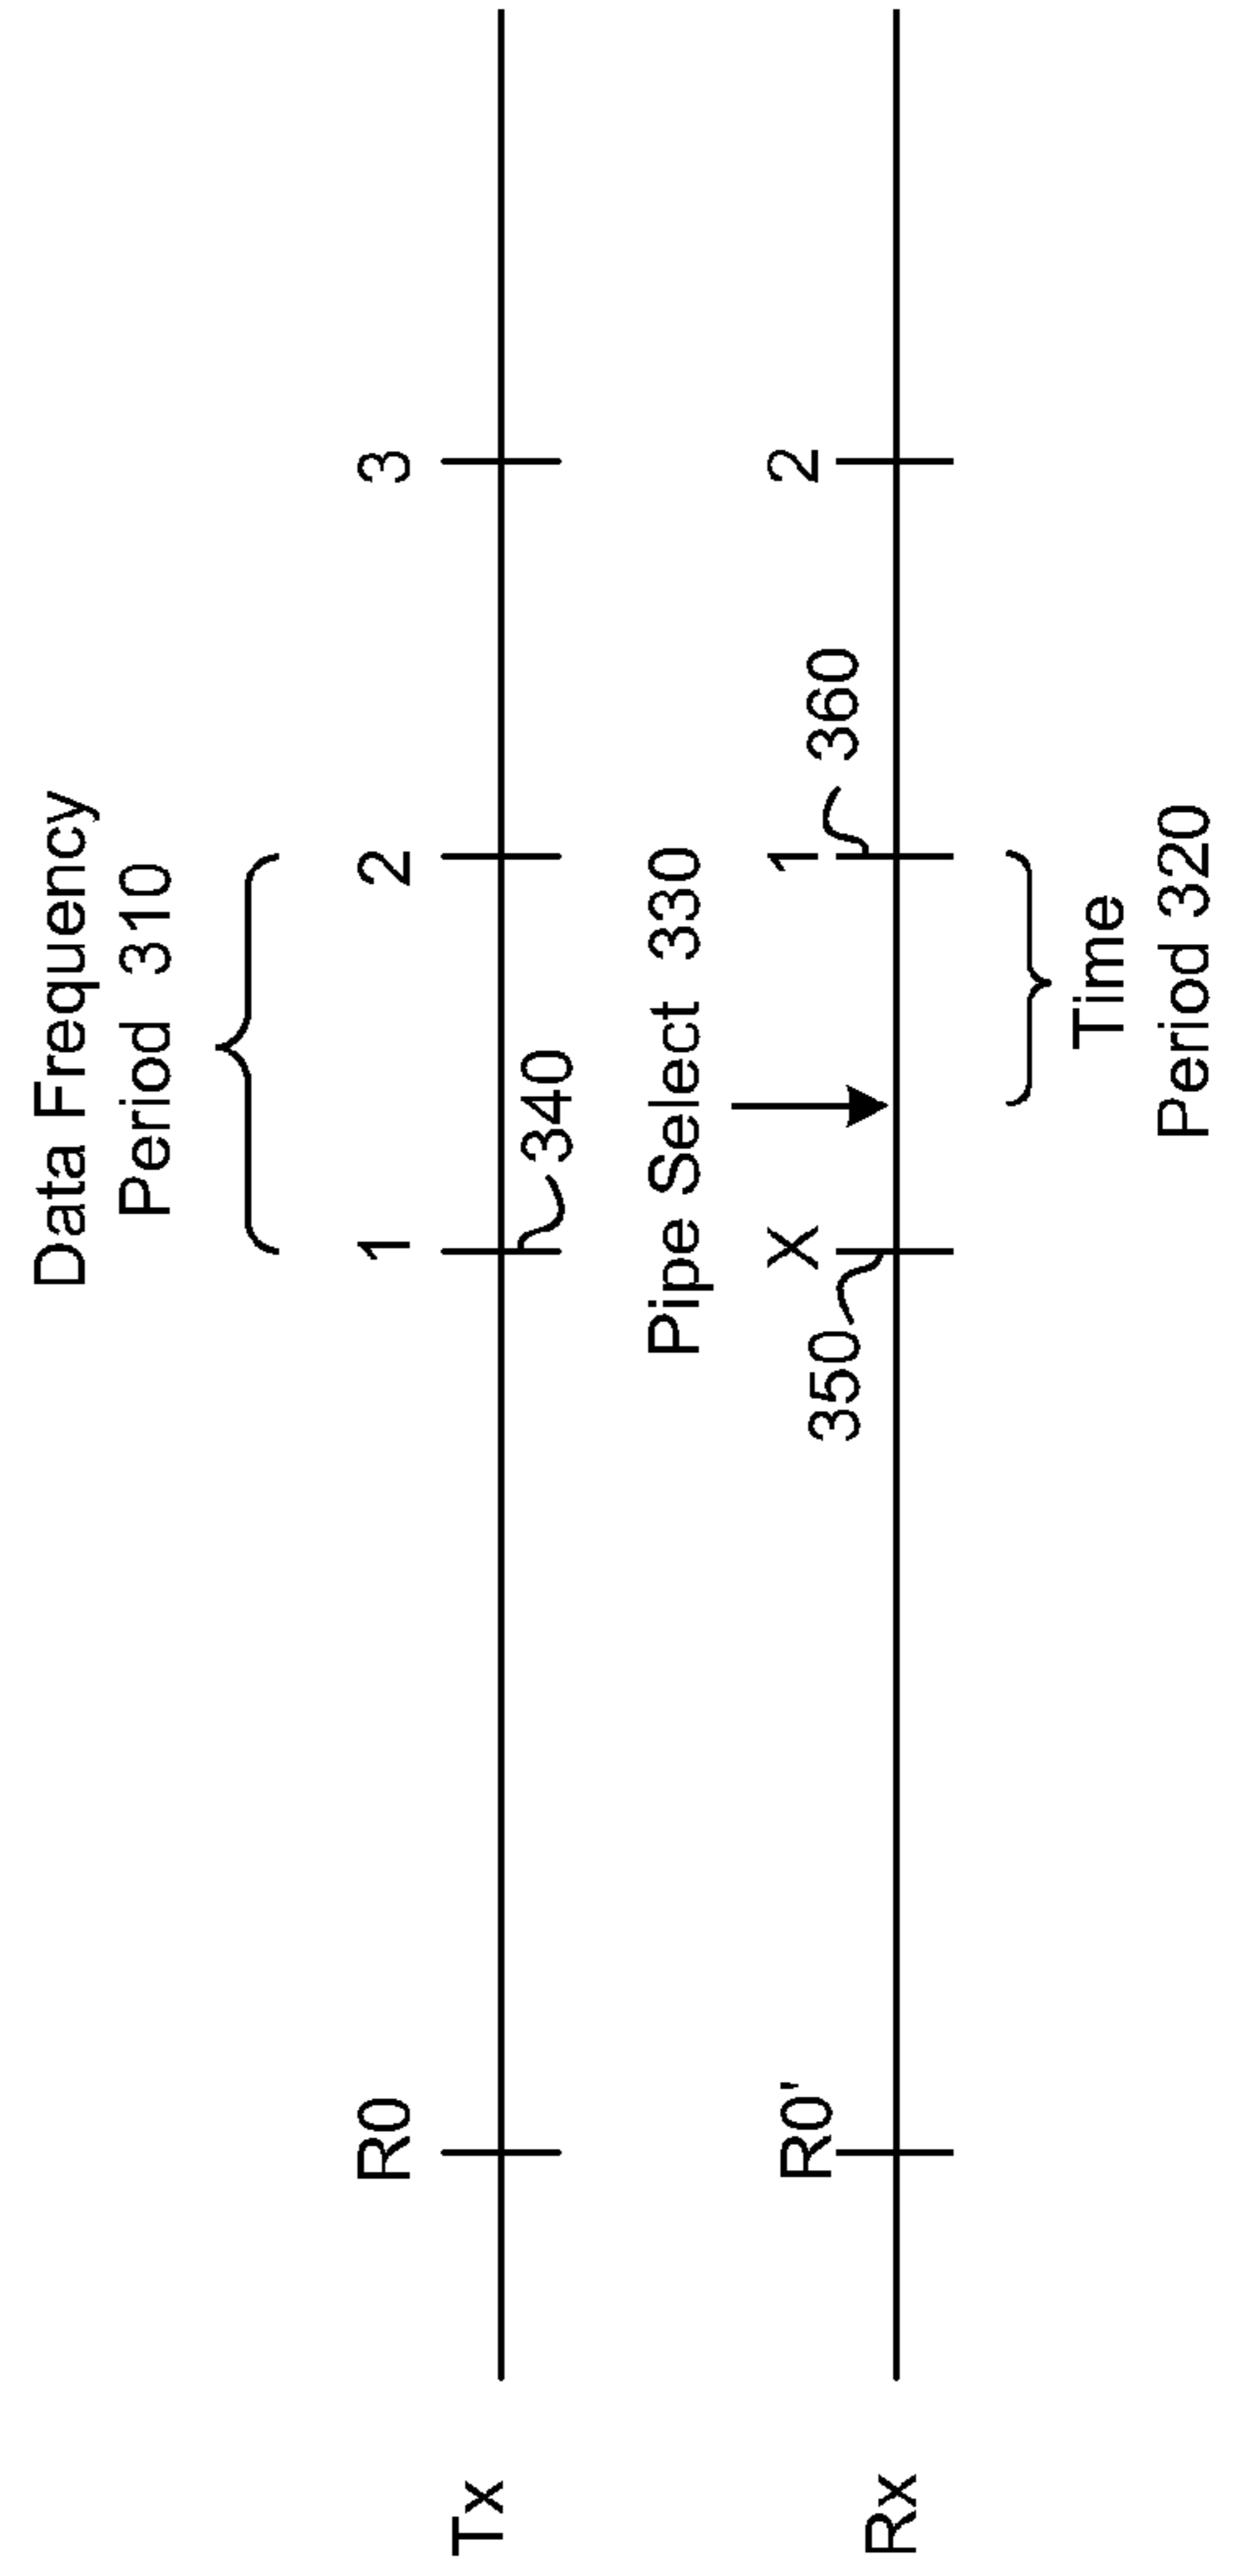 Data Frequency
Period 310
R0
1
2
3
Tx
340
Pipe Select 330
R0'
X
1
2
350
360
Rx
Time
Period 320